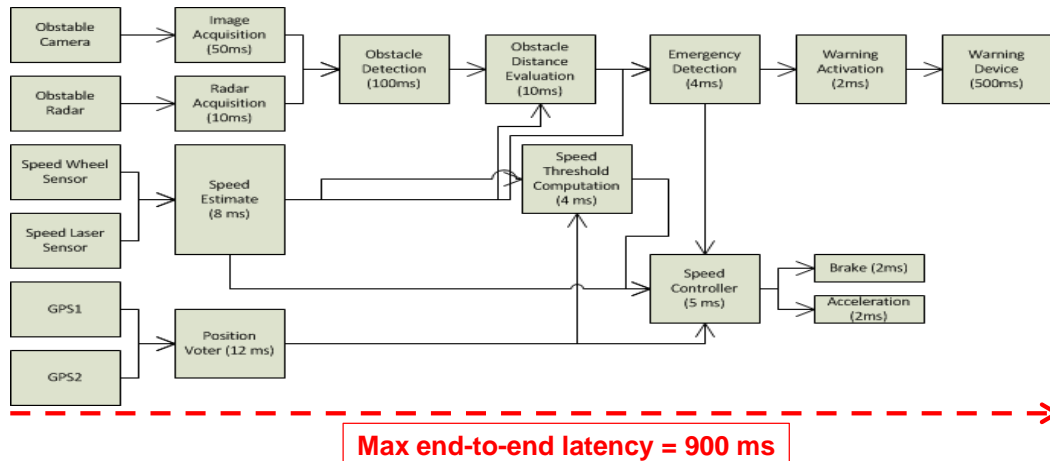 Obstable
Camera
Image
Acquisition
(50ms)
Obstacle
Detection
(100ms)
Obstacle
Distance
Evaluation
(10ms)
Emergency
Detection
(4ms)
Warning
Activation
(2ms)
Warning
Device
(500ms)
Obstable
Radar
Radar
Acquisition
(10ms)
Speed Wheel
Sensor
Speed
Estimate
(8 ms)
Speed
Threshold
Computation
(4 ms)
Speed Laser
Sensor
Speed
Controller
(5 ms)
Brake (2ms)
Acceleration
(2ms)
GPS1
Position
Voter (12 ms)
GPS2
Max end-to-end latency = 900 ms